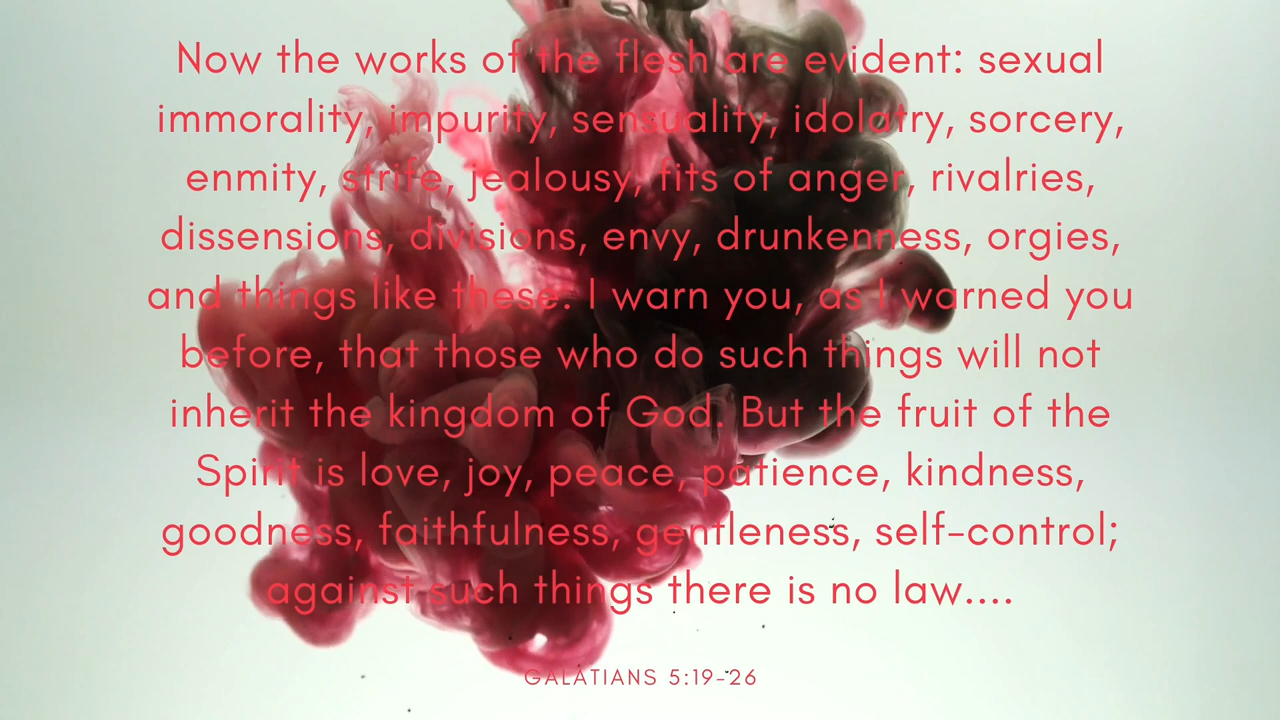 Now the works of the flesh are evident: sexual
immorality, impurity, sensuality, idolatry, sorcery,
enmity, strife, jealousy, fits of anger, rivalries,
dissensions, divisions, envy, drunkenness, orgies,
and things like these. I warn you, as I warned you
before, that those who do such things will not
inherit the kingdom of God. But the fruit of the
Spirit is love, joy, peace, patience, kindness,
goodness, faithfulness, gentleness, self-control;
against such things there is no law....
GALATIANS 5:19-26